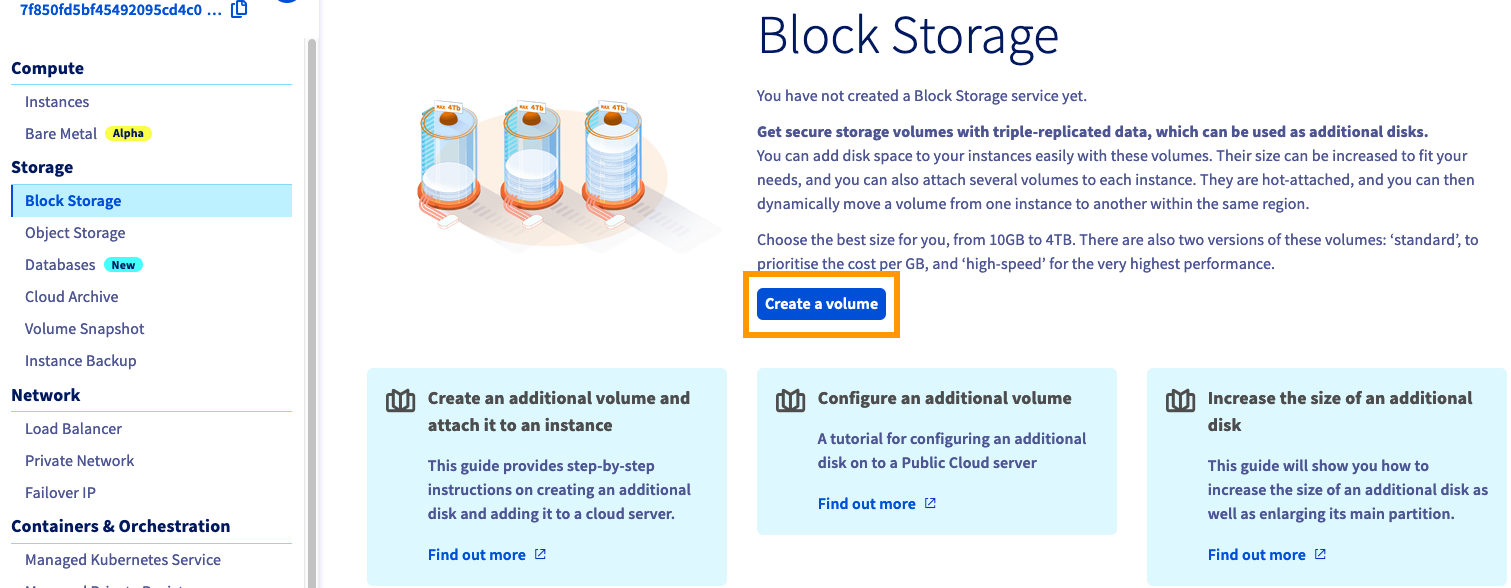 7f850fd5bf45492095cd4c0 ...
Compute
Instances
Bare Metal Alpha
Storage
Block Storage
Object Storage
Databases New
Cloud Archive
Volume Snapshot
Instance Backup
Network
Load Balancer
Private Network
Failover IP
Containers & Orchestration
Managed Kubernetes Service
MAX 4Tb
MAX 4Tb
MAX 4Tb
Block Storage
You have not created a Block Storage service yet.
Get secure storage volumes with triple-replicated data, which can be used as additional disks.
You can add disk space to your instances easily with these volumes. Their size can be increased to fit your
needs, and you can also attach several volumes to each instance. They are hot-attached, and you can then
dynamically move a volume from one instance to another within the same region.
Choose the best size for you, from 10GB to 4TB. There are also two versions of these volumes: ‘standard’, to
prioritise the cost per GB, and ‘high-speed’ for the very highest performance.
Create a volume
Create an additional volume and
attach it to an instance
This guide provides step-by-step
instructions on creating an additional
disk and adding it to a cloud server.
Find out more
Configure an additional volume
A tutorial for configuring an additional
disk on to a Public Cloud server
Find out more
Increase the size of an additional
disk
This guide will show you how to
increase the size of an additional disk as
well as enlarging its main partition.
Find out more